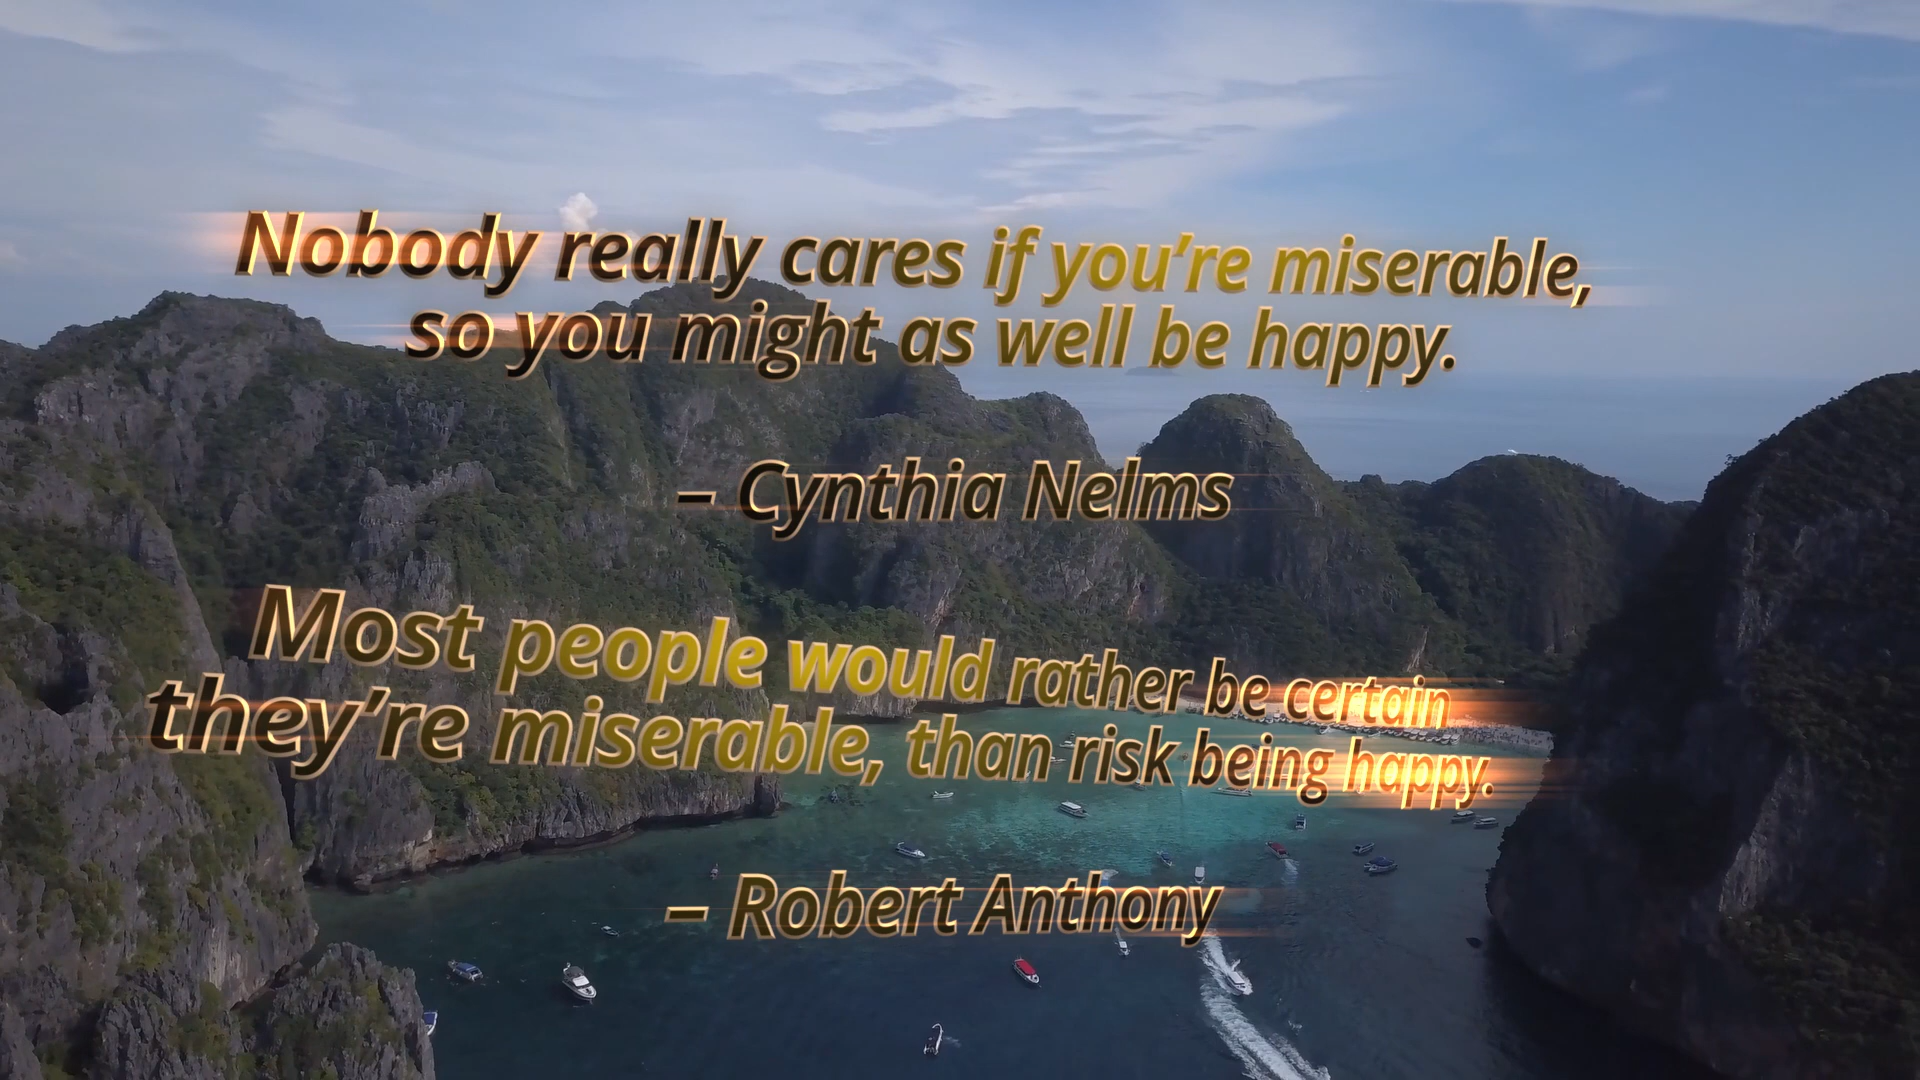 Nobody really cares if you’re miserable,
so you might as well be happy.
– Cynthia Nelms
Most people would rather be certain
they’re miserable, than risk being happy.
– Robert Anthony